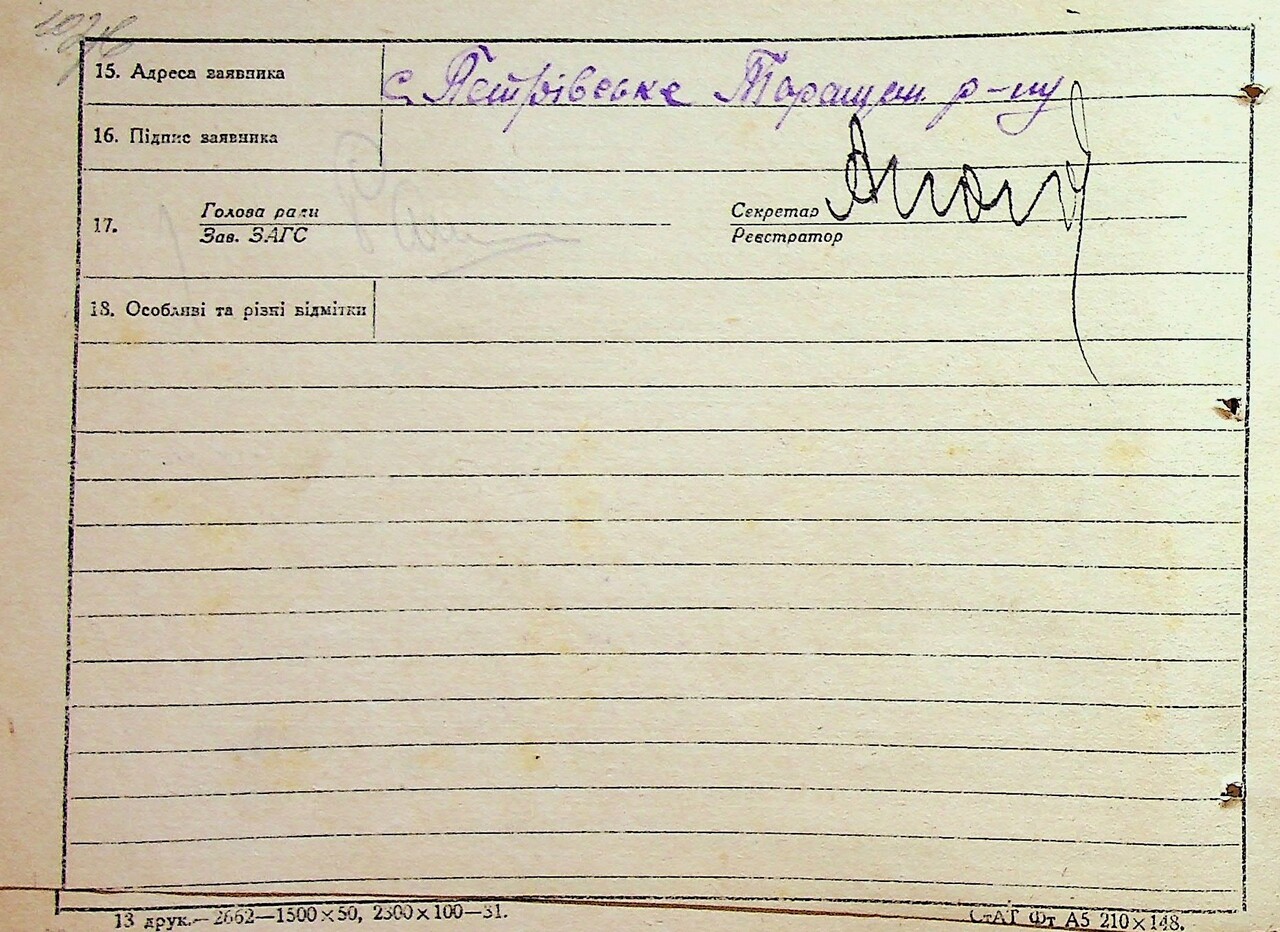 15. Адреса заявника с. Петрівське Таращан р-ну
16. Підпис заявника
17. Голова ради
Зав. ЗАГС
Секретар
Реєстратор
18. Особливі та різні відмітки
13 друк.—2662—1500×50, 2300×100—31.
СтАТ Фт А5 210×148.